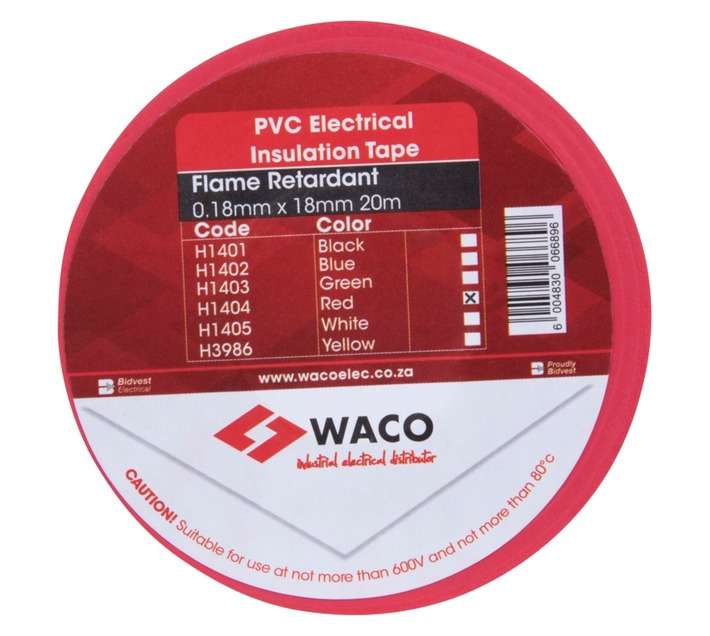 PVC Electrical
Insulation Tape
Flame Retardant
0.18mm x 18mm 20m
Code Color
H1401 Black
H1402 Blue
H1403 Green
H1404 Red
H1405 White
H3986 Yellow
6 004830 066896
Bidvest
Electrical
www.wacoelec.co.za
Proudly
Bidvest
WACO
industrial electrical distributor
CAUTION! Suitable for use at not more than 600V and not more than 80°c